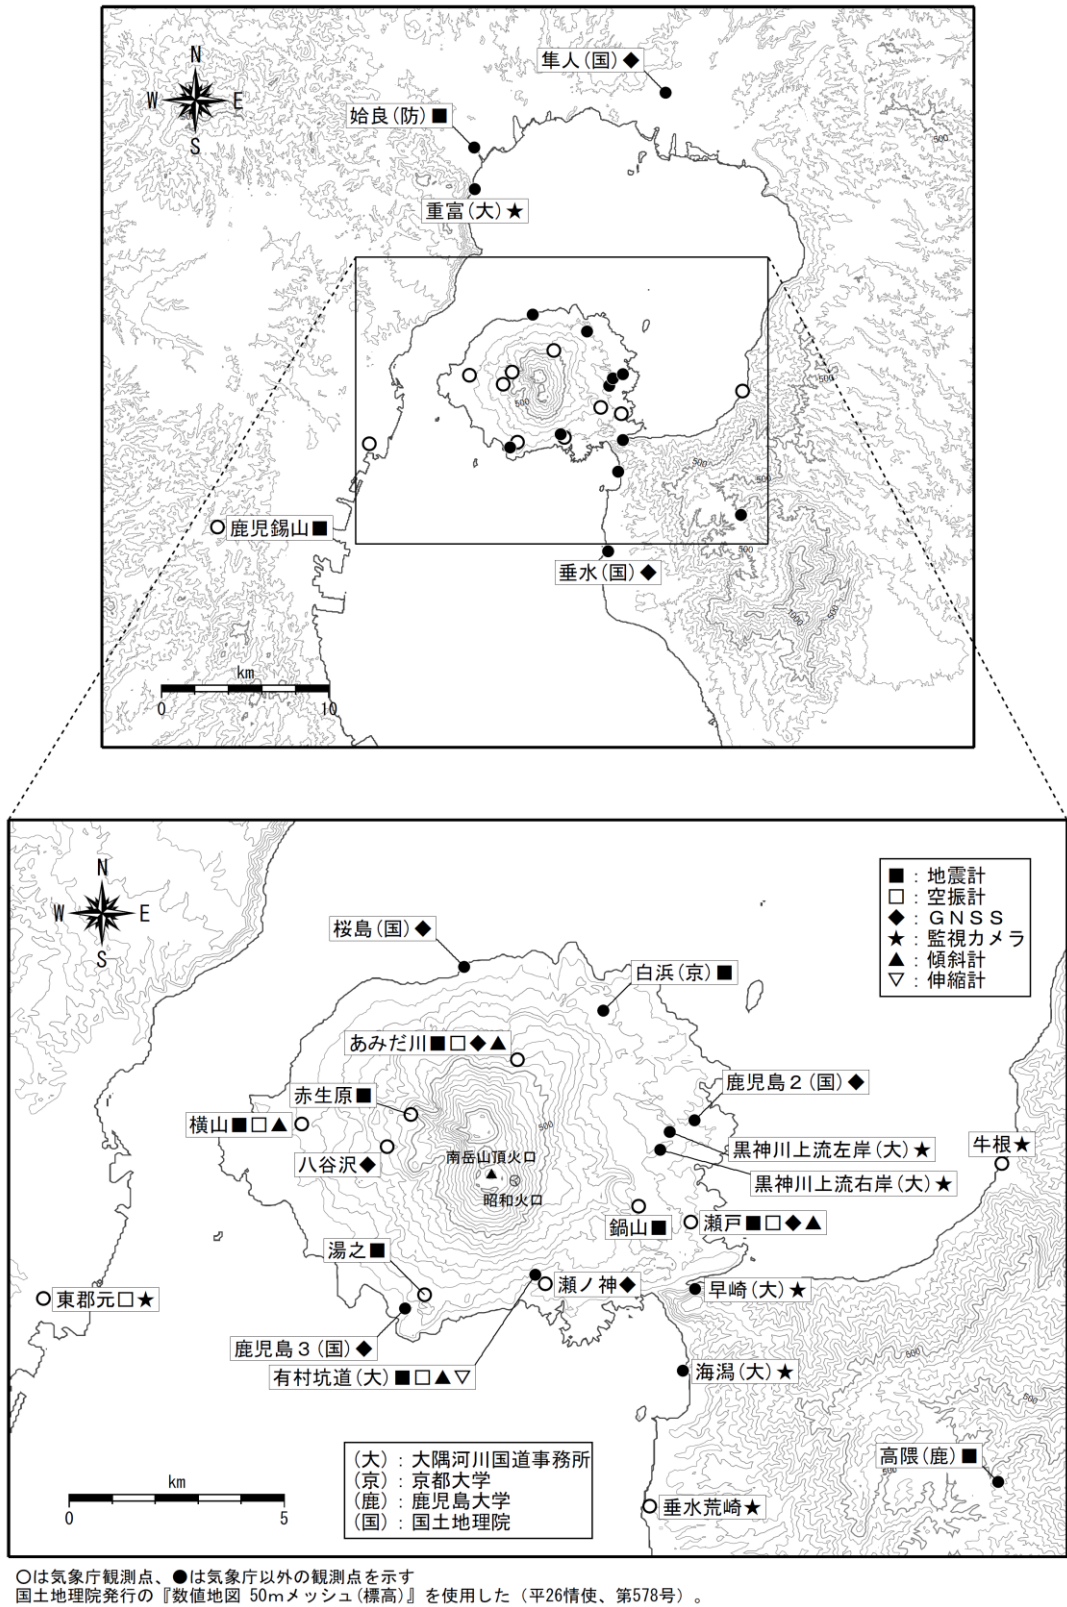 隼人(国)◆
N
W E
S
姶良(防)■
重富(大)★
500
500
500
500
鹿児錫山■
500
垂水(国)◆
1000
500
km
0 10
N
W E
S
■：地震計
□：空振計
◆：ＧＮＳＳ
★：監視カメラ
▲：傾斜計
▽：伸縮計
桜島(国)◆
白浜(京)■
あみだ川■□◆▲
鹿児島２(国)◆
赤生原■
横山■□▲
500
黒神川上流左岸(大)★
牛根★
八谷沢◆
南岳山頂火口
黒神川上流右岸(大)★
昭和火口
鍋山■
瀬戸■□◆▲
湯之■
瀬ノ神◆
早崎(大)★
東郡元□★
鹿児島３(国)◆
500
有村坑道(大)■□▲▽
海潟(大)★
500
高隈(鹿)■
500
(大)：大隅河川国道事務所
(京)：京都大学
(鹿)：鹿児島大学
(国)：国土地理院
km
0 5
垂水荒崎★
○は気象庁観測点、●は気象庁以外の観測点を示す
国土地理院発行の『数値地図 50mメッシュ(標高)』を使用した（平26情使、第578号）。